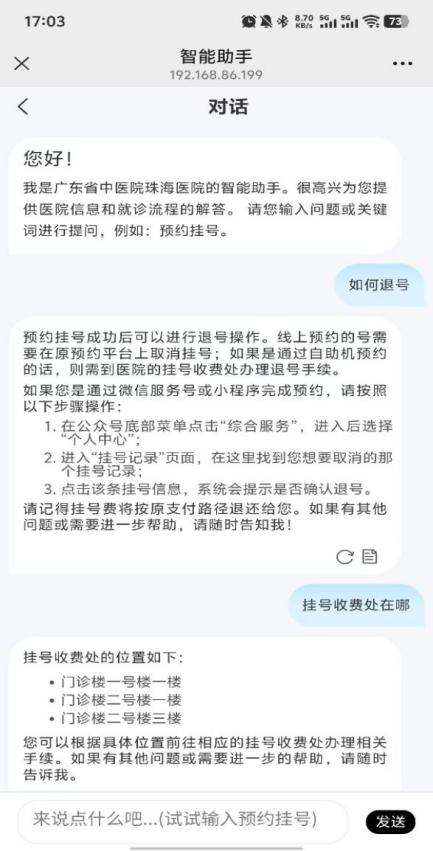 17:03
8.70
KB/s
5G
5G
73
智能助手
192.168.86.199
对话
您好！
我是广东省中医院珠海医院的智能助手。很高兴为您提
供医院信息和就诊流程的解答。 请您输入问题或关键
词进行提问，例如：预约挂号。
如何退号
预约挂号成功后可以进行退号操作。线上预约的号需
要在原预约平台上取消挂号；如果是通过自助机预约
的话，则需到医院的挂号收费处办理退号手续。
如果您是通过微信服务号或小程序完成预约，请按照
以下步骤操作：
1. 在公众号底部菜单点击“综合服务”，进入后选择
“个人中心”；
2. 进入“挂号记录”页面，在这里找到您想要取消的那
个挂号记录；
3. 点击该条挂号信息，系统会提示是否确认退号。
请记得挂号费将按原支付路径退还给您。如果有其他
问题或需要进一步帮助，请随时告知我！
挂号收费处在哪
挂号收费处的位置如下：
• 门诊楼一号楼一楼
• 门诊楼二号楼一楼
• 门诊楼二号楼三楼
您可以根据具体位置前往相应的挂号收费处办理相关
手续。如果有其他问题或需要进一步的帮助，请随时
告诉我。
来说点什么吧...(试试输入预约挂号)
发送